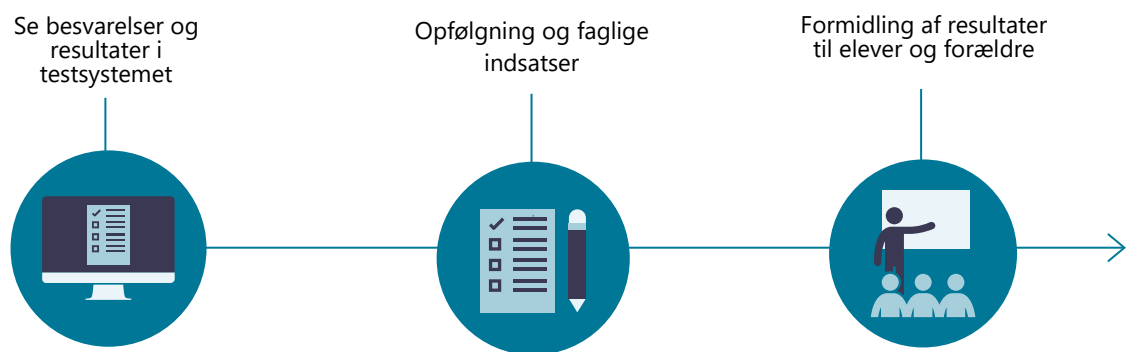 Se besvarelser og
resultater i
testsystemet
Opfølgning og faglige
indsatser
Formidling af resultater
til elever og forældre